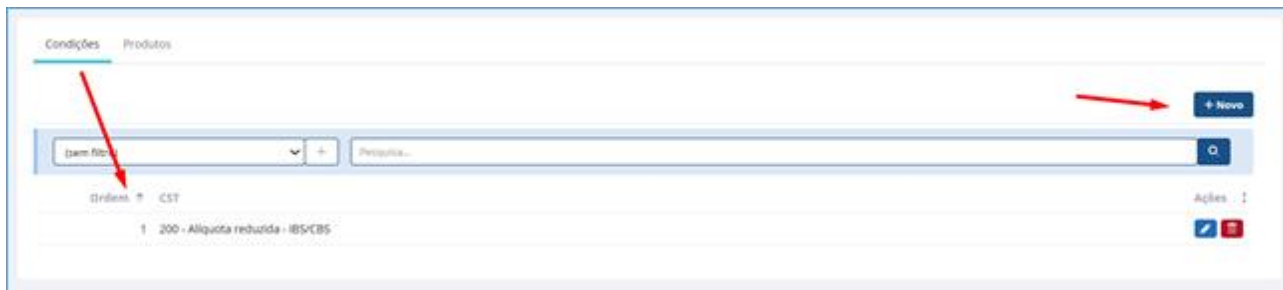 Condições Produtos
+ Novo
(sem filtro) +
Pesquisa...
Ordem ↑ CST Ações
1 200 - Alíquota reduzida - IBS/CBS